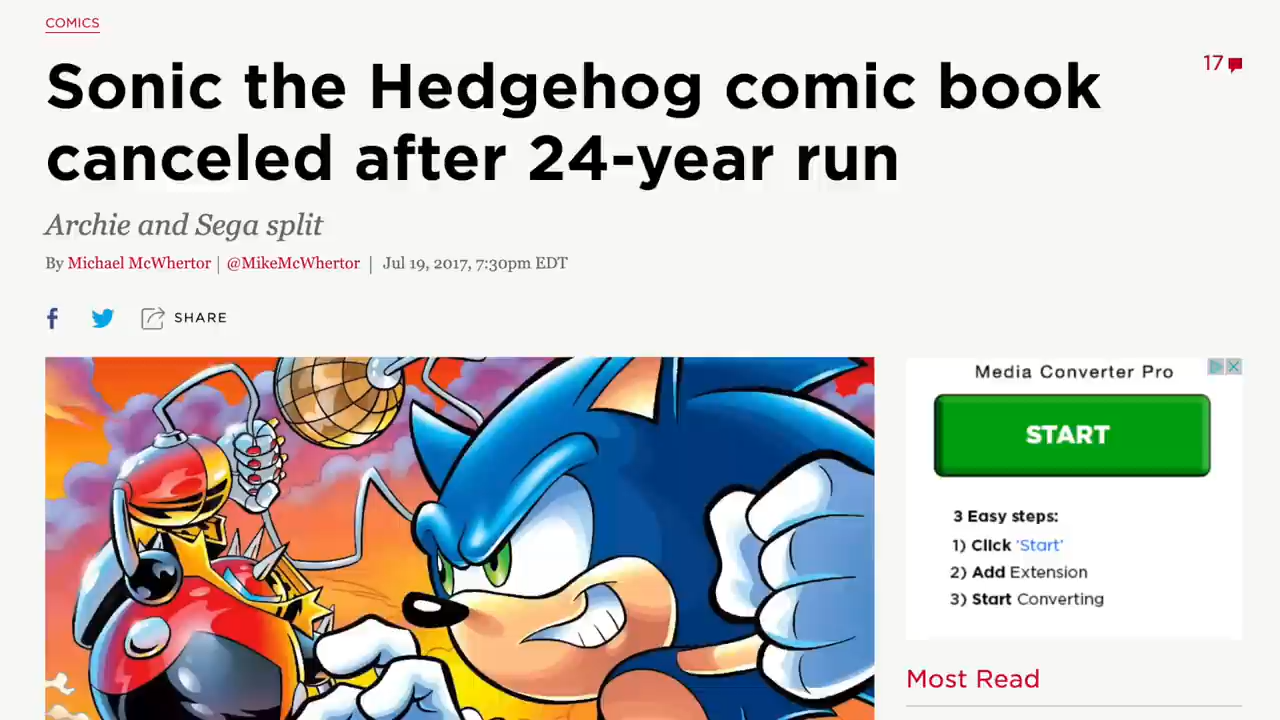 COMICS
Sonic the Hedgehog comic book
canceled after 24-year run
17
Archie and Sega split
By Michael McWhertor | @MikeMcWhertor | Jul 19, 2017, 7:30pm EDT
SHARE
Media Converter Pro
START
3 Easy steps:
1) Click 'Start'
2) Add Extension
3) Start Converting
Most Read